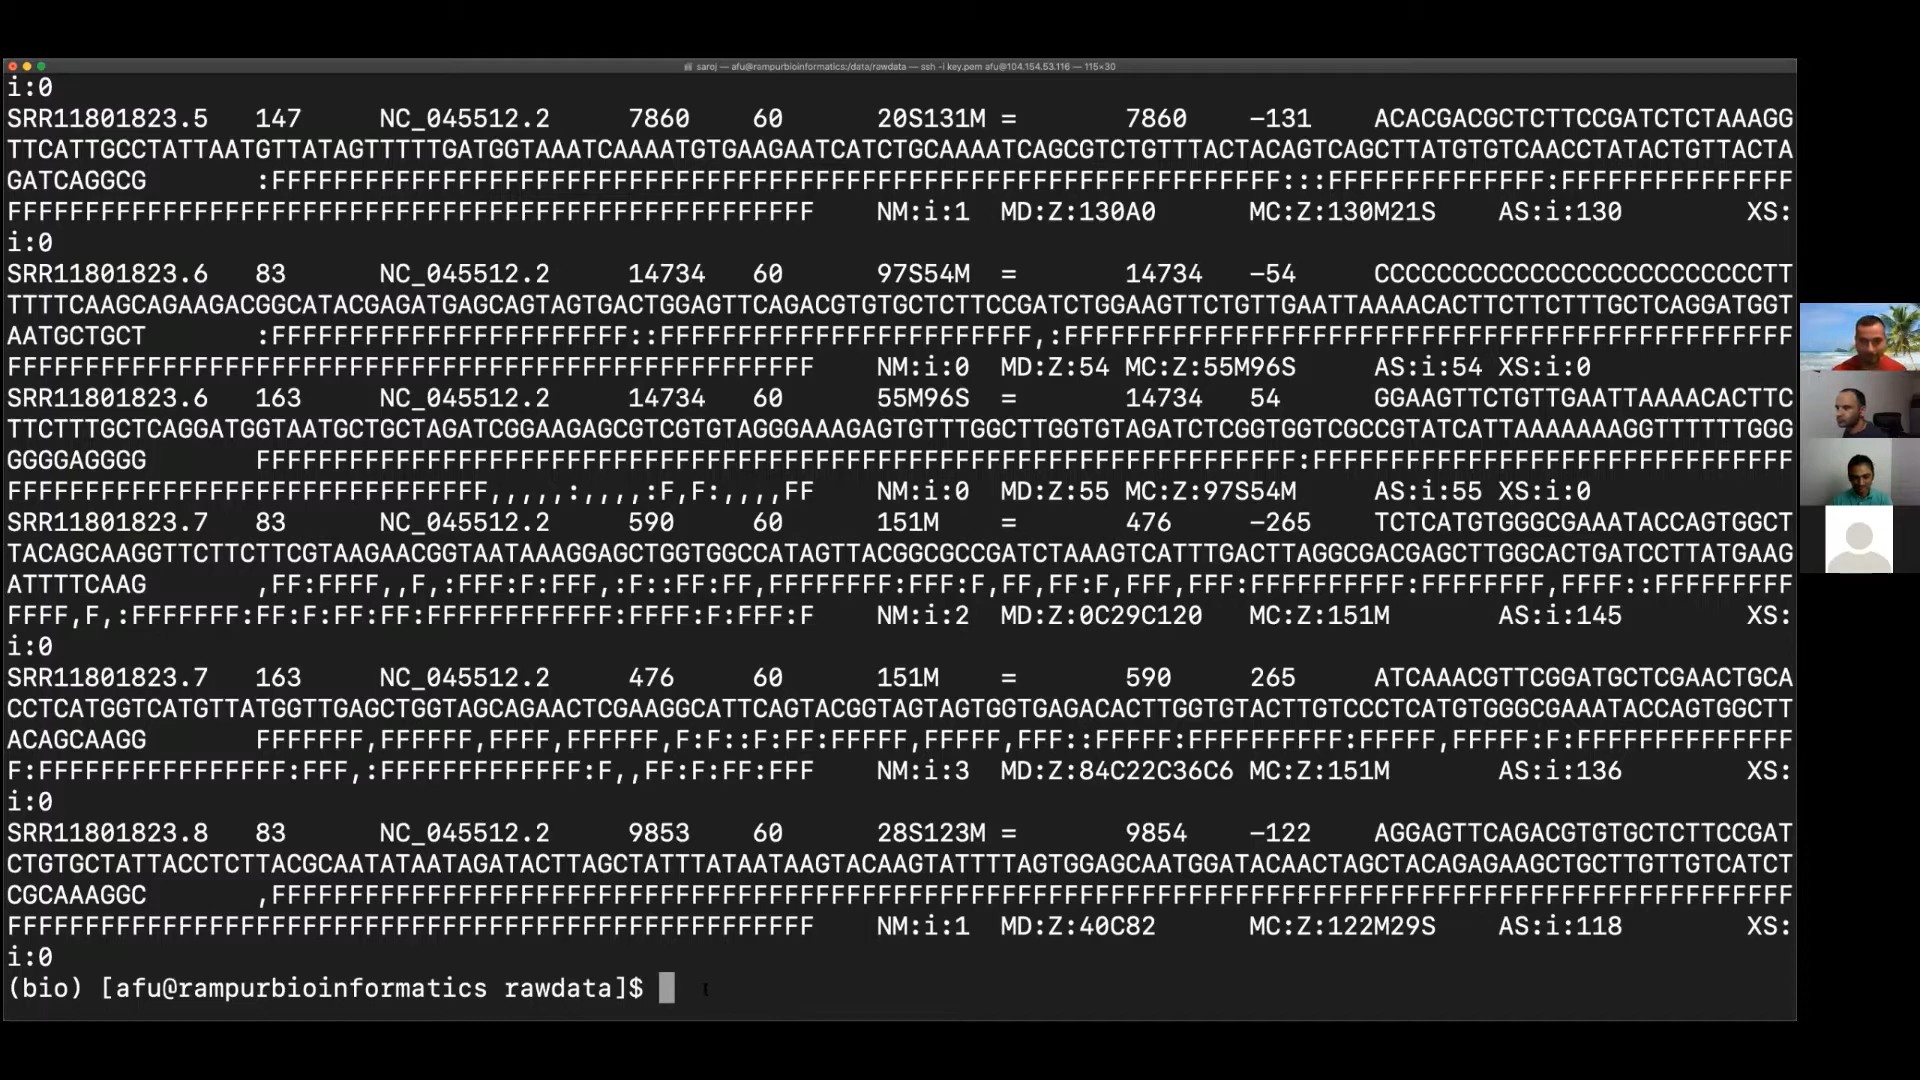 saroj — afu@rampurbioinformatics:/data/rawdata — ssh -i key.pem afu@104.154.53.116 — 115×30
i:0
SRR11801823.5 147 NC_045512.2 7860 60 20S131M = 7860 -131 ACACGACGCTCTTCCGATCTCTAAAGG
TTCATTGCCTATTAATGTTATAGTTTTTGATGGTAAATCAAAATGTGAAGAATCATCTGCAAAATCAGCGTCTGTTTACTACAGTCAGCTTATGTGTCAACCTATACTGTTACTA
GATCAGGCG :FFFFFFFFFFFFFFFFFFFFFFFFFFFFFFFFFFFFFFFFFFFFFFFFFFFFFFFFFFFFFFFFF:::FFFFFFFFFFFFFF:FFFFFFFFFFFFFFF
FFFFFFFFFFFFFFFFFFFFFFFFFFFFFFFFFFFFFFFFFFFFFFFFFFFF NM:i:1 MD:Z:130A0 MC:Z:130M21S AS:i:130 XS:
i:0
SRR11801823.6 83 NC_045512.2 14734 60 97S54M = 14734 -54 CCCCCCCCCCCCCCCCCCCCCCCCCTT
TTTTCAAGCAGAAGACGGCATACGAGATGAGCAGTAGTGACTGGAGTTCAGACGTGTGCTCTTCCGATCTGGAAGTTCTGTTGAATTAAAACACTTCTTCTTTGCTCAGGATGGT
AATGCTGCT :FFFFFFFFFFFFFFFFFFFFFFF::FFFFFFFFFFFFFFFFFFFFFFFF,:FFFFFFFFFFFFFFFFFFFFFFFFFFFFFFFFFFFFFFFFFFFFFFF
FFFFFFFFFFFFFFFFFFFFFFFFFFFFFFFFFFFFFFFFFFFFFFFFFFFF NM:i:0 MD:Z:54 MC:Z:55M96S AS:i:54 XS:i:0
SRR11801823.6 163 NC_045512.2 14734 60 55M96S = 14734 54 GGAAGTTCTGTTGAATTAAAACACTTC
TTCTTTGCTCAGGATGGTAATGCTGCTAGATCGGAAGAGCGTCGTGTAGGGAAAGAGTGTTTGGCTTGGTGTAGATCTCGGTGGTCGCCGTATCATTAAAAAAAGGTTTTTTGGG
GGGGAGGGG FFFFFFFFFFFFFFFFFFFFFFFFFFFFFFFFFFFFFFFFFFFFFFFFFFFFFFFFFFFFFFFFFFF:FFFFFFFFFFFFFFFFFFFFFFFFFFFFFFF
FFFFFFFFFFFFFFFFFFFFFFFFFFFFFFF,,,,,:,,,,:F,F:,,,,FF NM:i:0 MD:Z:55 MC:Z:97S54M AS:i:55 XS:i:0
SRR11801823.7 83 NC_045512.2 590 60 151M = 476 -265 TCTCATGTGGGCGAAATACCAGTGGCT
TACAGCAAGGTTCTTCTTCGTAAGAACGGTAATAAAGGAGCTGGTGGCCATAGTTACGGCGCCGATCTAAAGTCATTTGACTTAGGCGACGAGCTTGGCACTGATCCTTATGAAG
ATTTTCAAG ,FF:FFFF,,F,:FFF:F:FFF,:F::FF:FF,FFFFFFFF:FFF:F,FF,FF:F,FFF,FFF:FFFFFFFFFF:FFFFFFFF,FFFF::FFFFFFFFF
FFFF,F,:FFFFFFF:FF:F:FF:FF:FFFFFFFFFFFF:FFFF:F:FFF:F NM:i:2 MD:Z:0C29C120 MC:Z:151M AS:i:145 XS:
i:0
SRR11801823.7 163 NC_045512.2 476 60 151M = 590 265 ATCAAACGTTCGGATGCTCGAACTGCA
CCTCATGGTCATGTTATGGTTGAGCTGGTAGCAGAACTCGAAGGCATTCAGTACGGTAGTAGTGGTGAGACACTTGGTGTACTTGTCCCTCATGTGGGCGAAATACCAGTGGCTT
ACAGCAAGG FFFFFFF,FFFFFF,FFFF,FFFFFF,F:F::F:FF:FFFFF,FFFFF,FFF::FFFFF:FFFFFFFFFF:FFFFF,FFFFF:F:FFFFFFFFFFFFFF
F:FFFFFFFFFFFFFFFF:FFF,:FFFFFFFFFFFFF:F,,FF:F:FF:FFF NM:i:3 MD:Z:84C22C36C6 MC:Z:151M AS:i:136 XS:
i:0
SRR11801823.8 83 NC_045512.2 9853 60 28S123M = 9854 -122 AGGAGTTCAGACGTGTGCTCTTCCGAT
CTGTGCTATTACCTCTTACGCAATATAATAGATACTTAGCTATTTATAATAAGTACAAGTATTTTAGTGGAGCAATGGATACAACTAGCTACAGAGAAGCTGCTTGTTGTCATCT
CGCAAAGGC ,FFFFFFFFFFFFFFFFFFFFFFFFFFFFFFFFFFFFFFFFFFFFFFFFFFFFFFFFFFFFFFFFFFFFFFFFFFFFFFFFFFFFFFFFFFFFFFFFFF
FFFFFFFFFFFFFFFFFFFFFFFFFFFFFFFFFFFFFFFFFFFFFFFFFFFF NM:i:1 MD:Z:40C82 MC:Z:122M29S AS:i:118 XS:
i:0
(bio) [afu@rampurbioinformatics rawdata]$